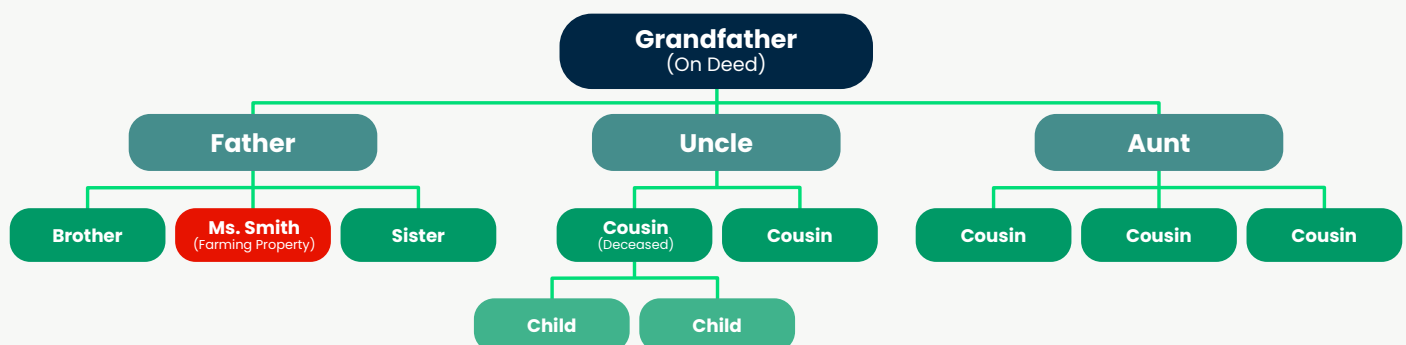 Grandfather
(On Deed)
Father
Uncle
Aunt
Brother
Ms. Smith
(Farming Property)
Sister
Cousin
(Deceased)
Cousin
Cousin
Cousin
Cousin
Child
Child